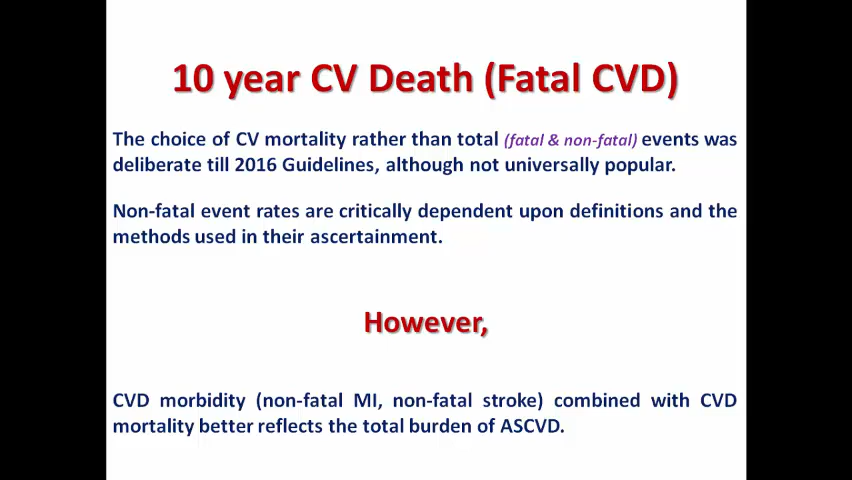 10 year CV Death (Fatal CVD)
The choice of CV mortality rather than total (fatal & non-fatal) events was
deliberate till 2016 Guidelines, although not universally popular.
Non-fatal event rates are critically dependent upon definitions and the
methods used in their ascertainment.
However,
CVD morbidity (non-fatal MI, non-fatal stroke) combined with CVD
mortality better reflects the total burden of ASCVD.